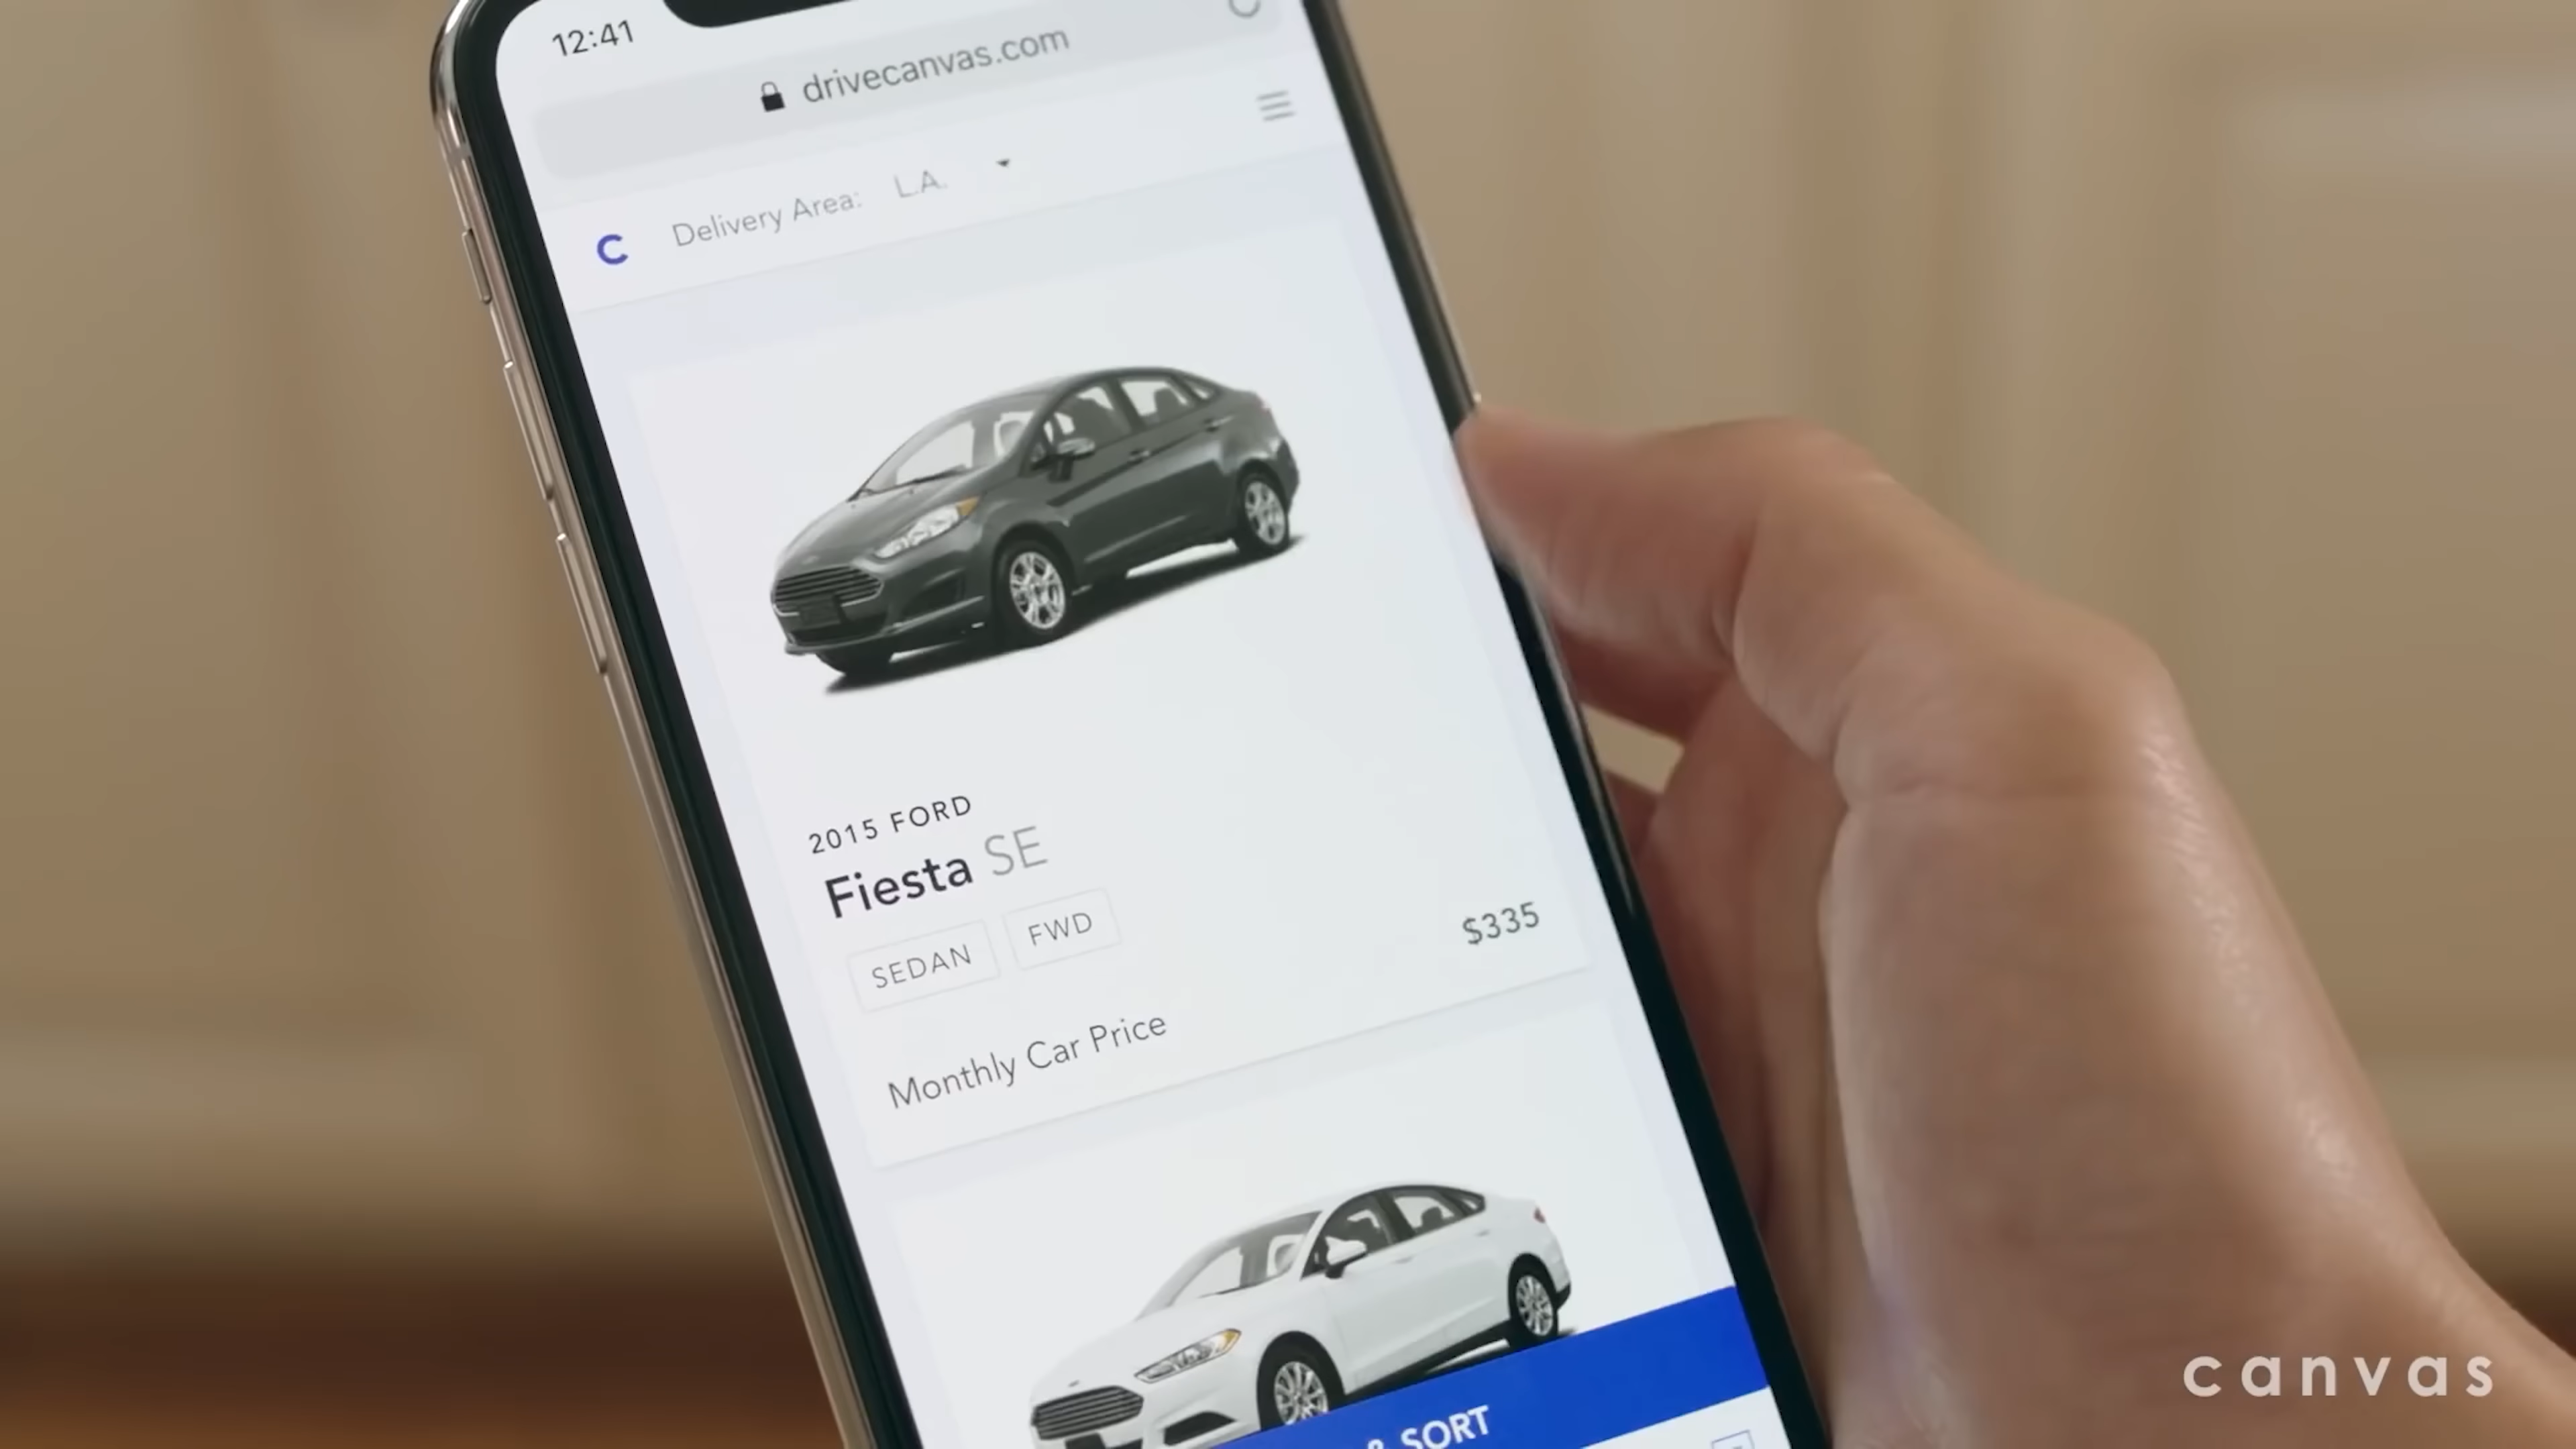 12:41
drivecanvas.com
C Delivery Area: L.A.
2015 FORD
Fiesta SE
SEDAN FWD
$335
Monthly Car Price
& SORT
canvas